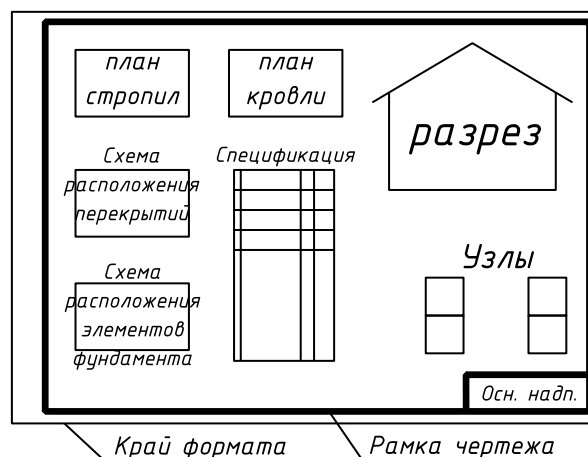 план
стропил
план
кровли
разрез
Схема
расположения
перекрытий
Спецификация
Схема
расположения
элементов
фундамента
Узлы
Осн. надп.
Край формата
Рамка чертежа